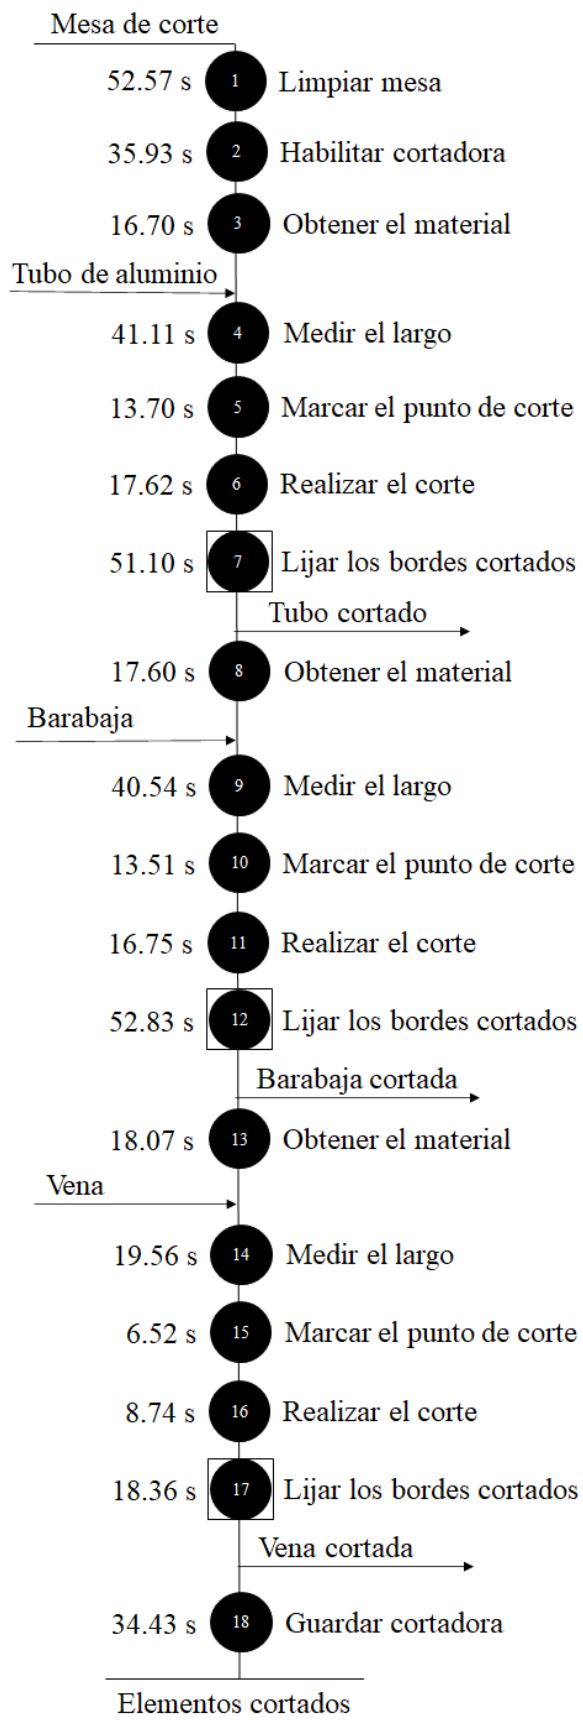 Mesa de corte
52.57 s 1 Limpiar mesa
35.93 s 2 Habilitar cortadora
16.70 s 3 Obtener el material
Tubo de aluminio
41.11 s 4 Medir el largo
13.70 s 5 Marcar el punto de corte
17.62 s 6 Realizar el corte
51.10 s 7 Lijar los bordes cortados
Tubo cortado
17.60 s 8 Obtener el material
Barabaja
40.54 s 9 Medir el largo
13.51 s 10 Marcar el punto de corte
16.75 s 11 Realizar el corte
52.83 s 12 Lijar los bordes cortados
Barabaja cortada
18.07 s 13 Obtener el material
Vena
19.56 s 14 Medir el largo
6.52 s 15 Marcar el punto de corte
8.74 s 16 Realizar el corte
18.36 s 17 Lijar los bordes cortados
Vena cortada
34.43 s 18 Guardar cortadora
Elementos cortados